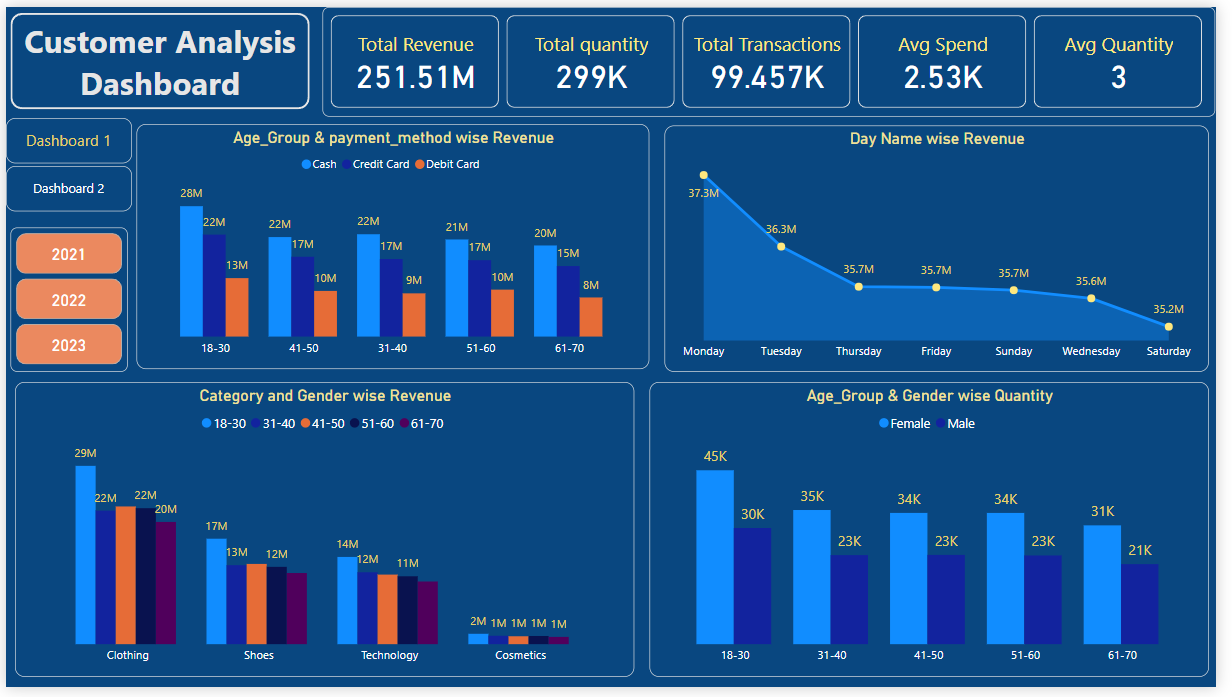 Customer Analysis
Dashboard
Total Revenue
251.51M
Total quantity
299K
Total Transactions
99.457K
Avg Spend
2.53K
Avg Quantity
3
Dashboard 1
Dashboard 2
2021
2022
2023
Age_Group & payment_method wise Revenue
Cash Credit Card Debit Card
28M 22M 13M
22M 17M 10M
22M 17M 9M
21M 17M 10M
20M 15M 8M
18-30 41-50 31-40 51-60 61-70
Day Name wise Revenue
37.3M
36.3M
35.7M
35.7M
35.7M
35.6M
35.2M
Monday Tuesday Thursday Friday Sunday Wednesday Saturday
Category and Gender wise Revenue
18-30 31-40 41-50 51-60 61-70
29M 22M 22M 20M
17M 13M 12M
14M 12M 11M
2M 1M 1M 1M 1M
Clothing Shoes Technology Cosmetics
Age_Group & Gender wise Quantity
Female Male
45K 30K
35K 23K
34K 23K
34K 23K
31K 21K
18-30 31-40 41-50 51-60 61-70